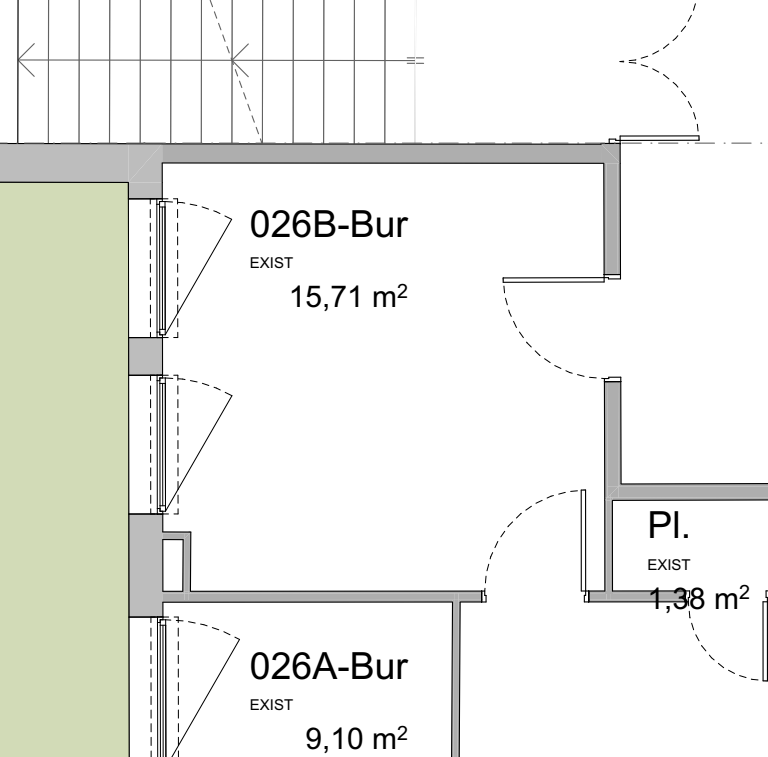 026B-Bur
EXIST
15,71 m²
Pl.
EXIST
1,38 m²
026A-Bur
EXIST
9,10 m²